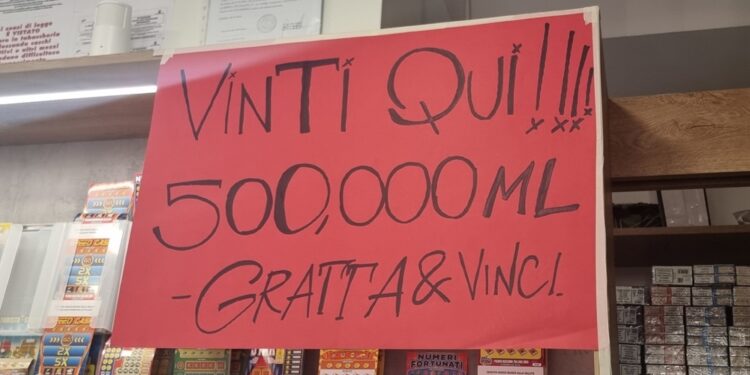 VINTI QUI!!!!!
500,000 ML
-GRATTA & VINCI.
NUMERI
FORTUNATI